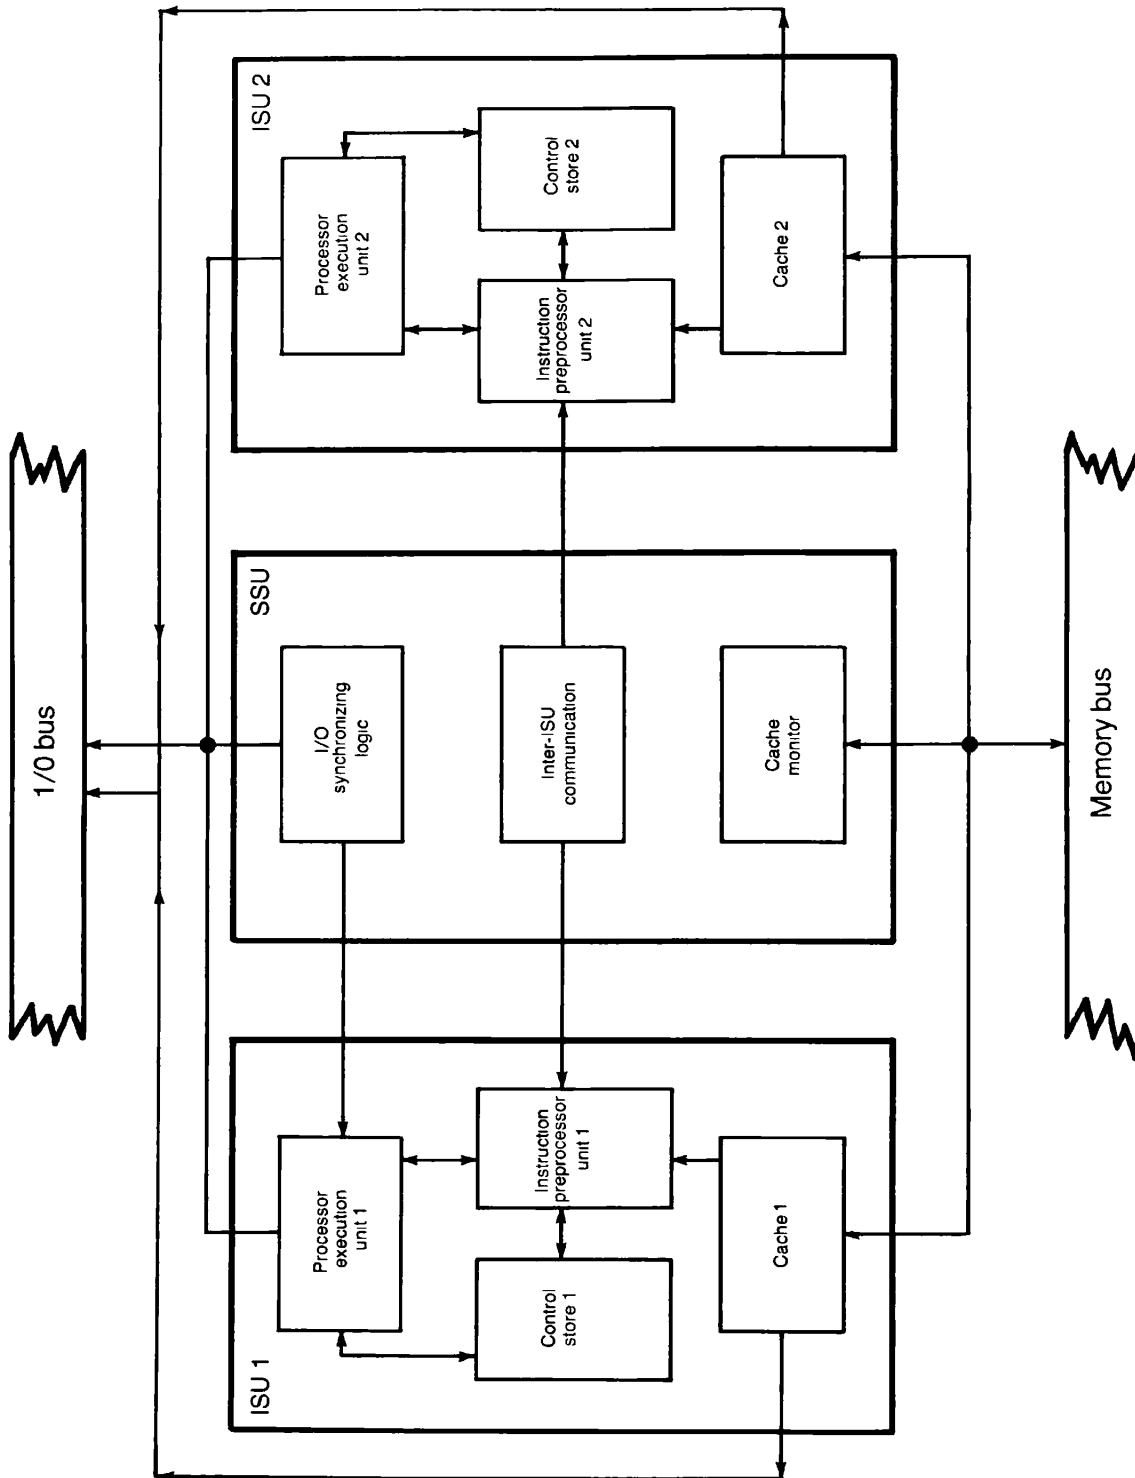 1/0 bus
ISU 1
Processor
execution
unit 1
Control
store 1
Instruction
preprocessor
unit 1
Cache 1
SSU
I/O
synchronizing
logic
Inter-ISU
communication
Cache
monitor
ISU 2
Processor
execution
unit 2
Instruction
preprocessor
unit 2
Control
store 2
Cache 2
Memory bus